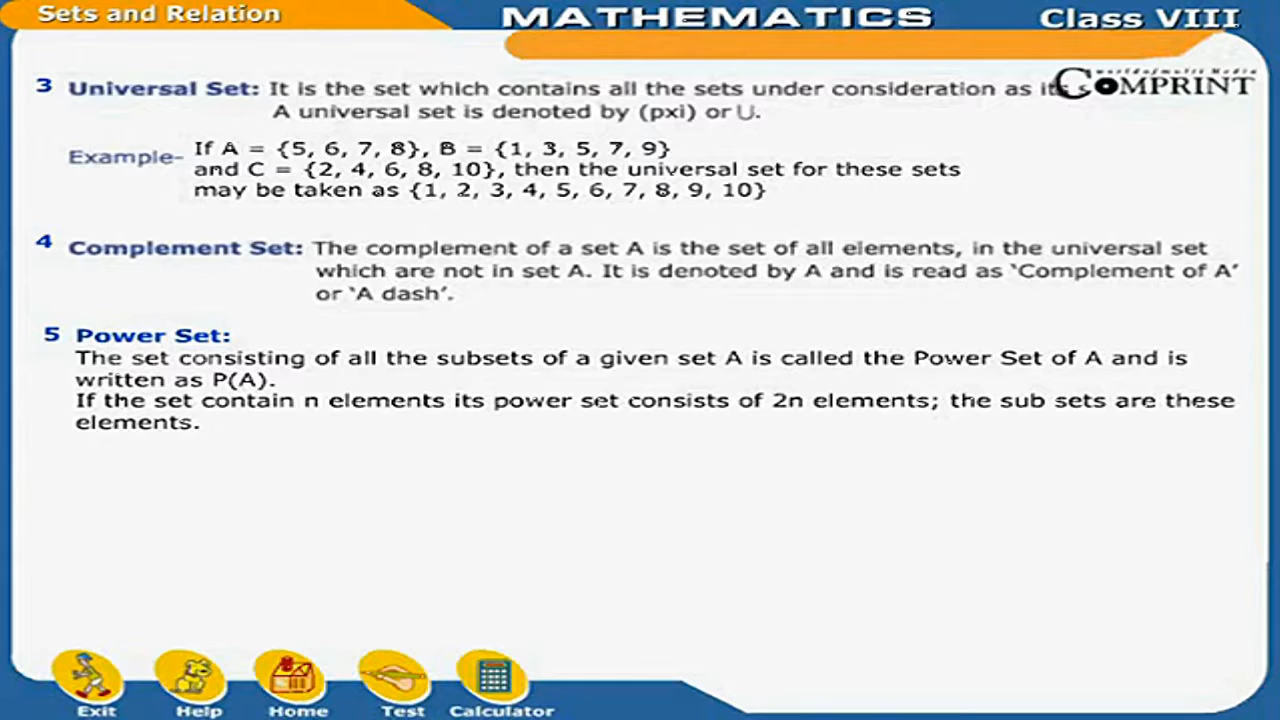 Sets and Relation
MATHEMATICS
Class VIII
3 Universal Set: It is the set which contains all the sets under consideration as its
A universal set is denoted by (pxi) or U.
COMPRINT
Example- If A = {5, 6, 7, 8}, B = {1, 3, 5, 7, 9}
and C = {2, 4, 6, 8, 10}, then the universal set for these sets
may be taken as {1, 2, 3, 4, 5, 6, 7, 8, 9, 10}
4 Complement Set: The complement of a set A is the set of all elements, in the universal set
which are not in set A. It is denoted by A and is read as ‘Complement of A’
or ‘A dash’.
5 Power Set:
The set consisting of all the subsets of a given set A is called the Power Set of A and is
written as P(A).
If the set contain n elements its power set consists of 2n elements; the sub sets are these
elements.
Exit Help Home Test Calculator